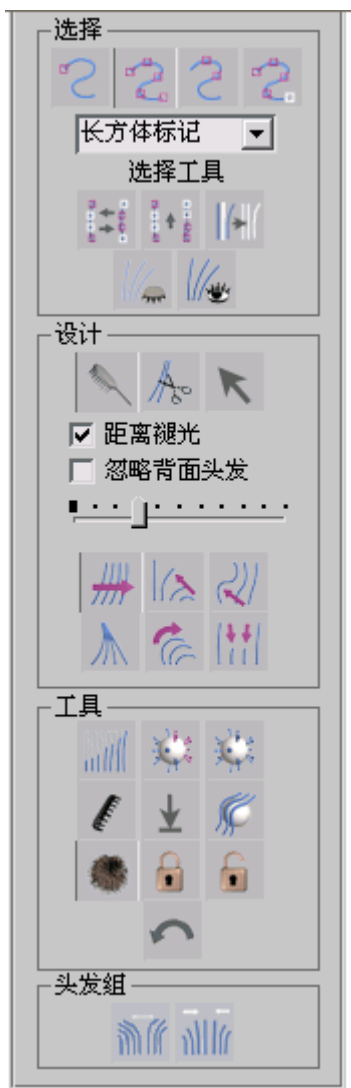 选择
长方体标记
选择工具
设计
距离褪光
忽略背面头发
工具
头发组